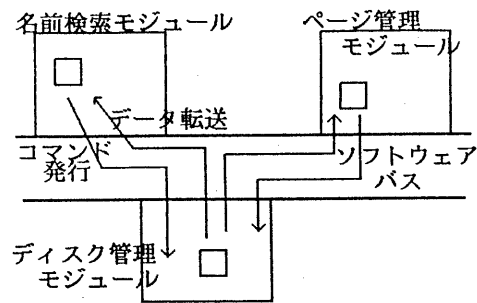 名前検索モジュール
ページ管理
モジュール
データ転送
コマンド
発行
ソフトウェア
バス
ディスク管理
モジュール